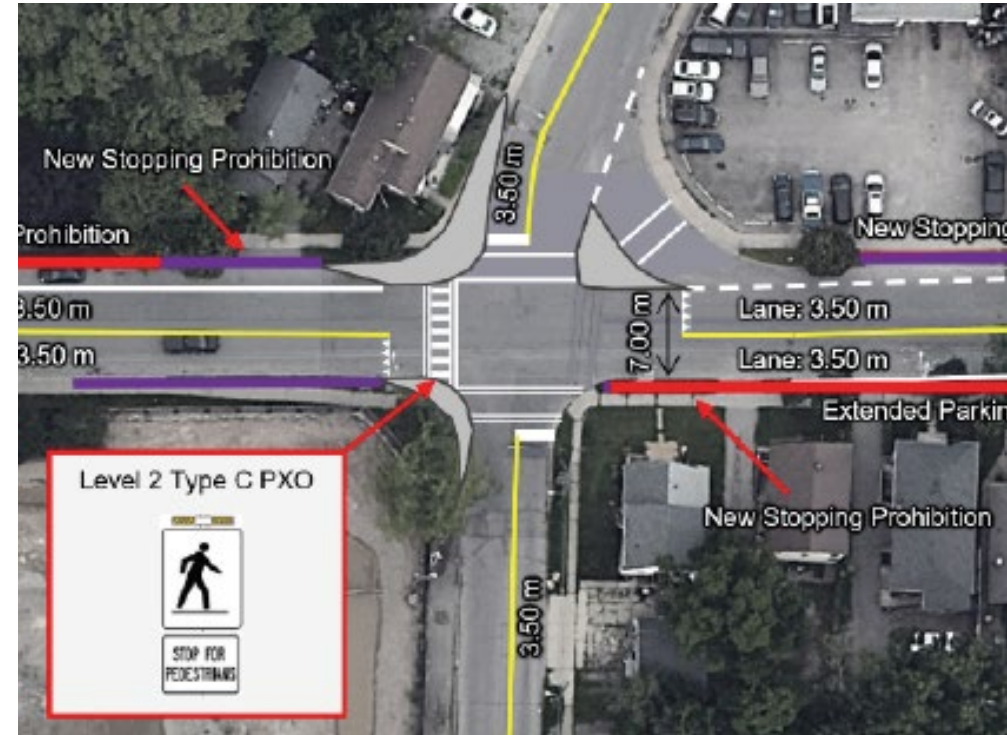 3.50 m
New Stopping Prohibition
Prohibition
New Stopping
3.50 m
7.00 m
Lane: 3.50 m
3.50 m
Lane: 3.50 m
Extended Parkin
Level 2 Type C PXO
STOP FOR
PEDESTRIANS
New Stopping Prohibition
3.50 m